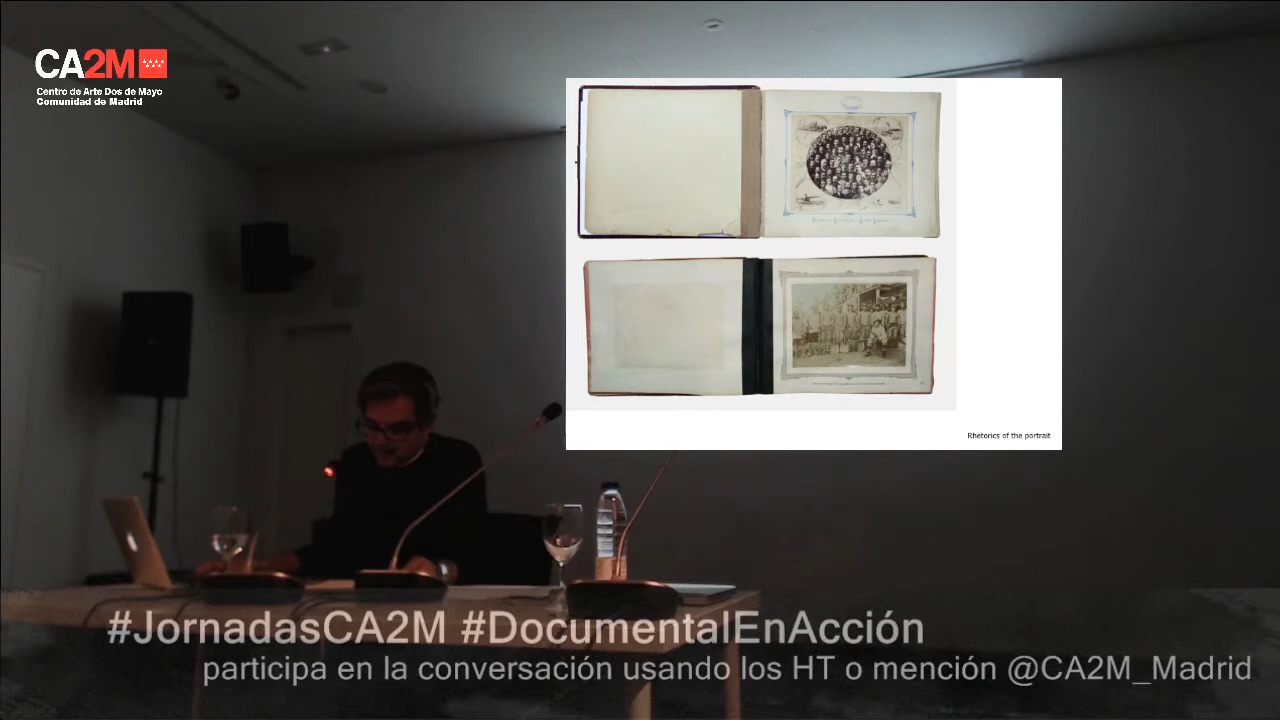 CA2M
Centro de Arte Dos de Mayo
Comunidad de Madrid
Rhetorics of the portrait
#JornadasCA2M #DocumentalEnAcción
participa en la conversación usando los HT o mención @CA2M_Madrid